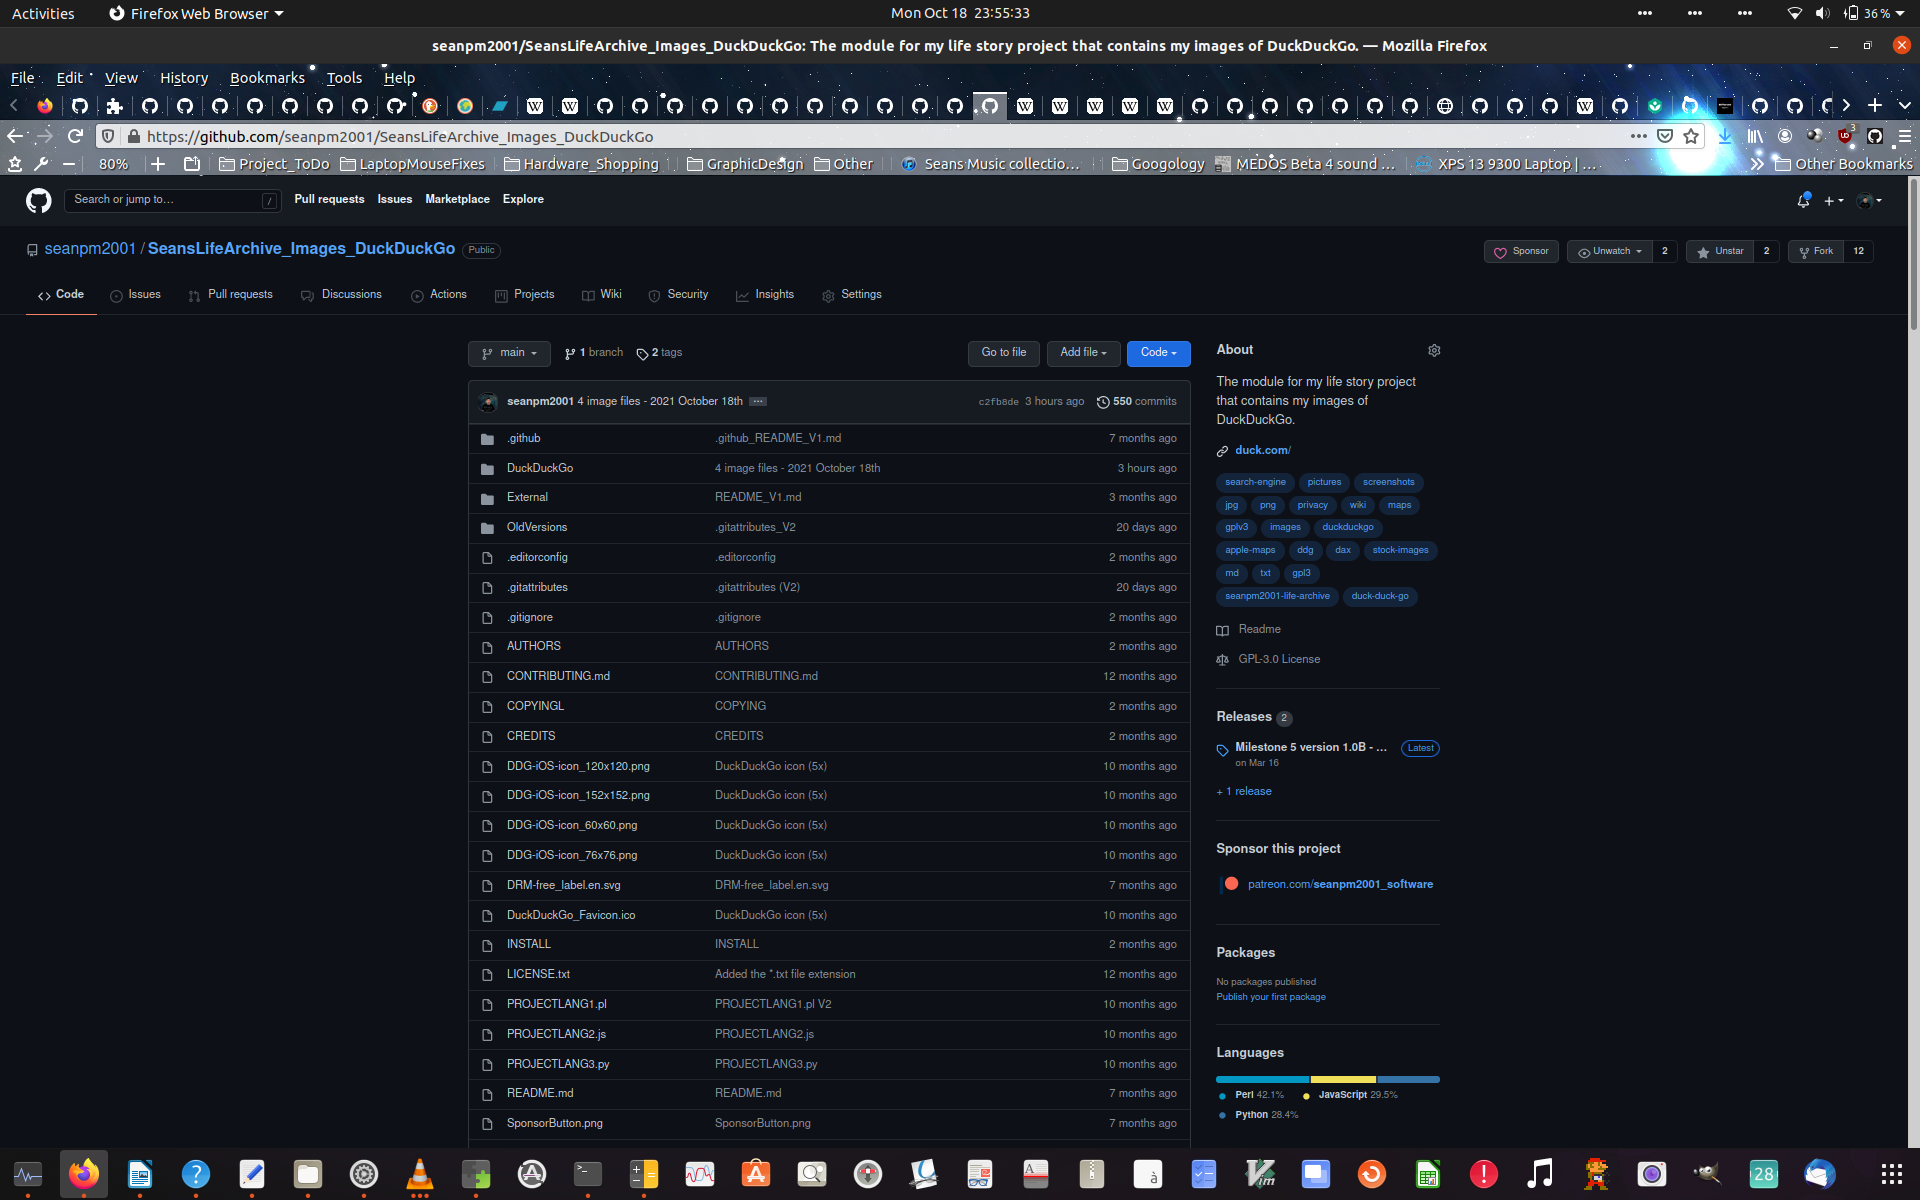 Activities Firefox Web Browser Mon Oct 18 23:55:33 36 %
seanpm2001/SeansLifeArchive_Images_DuckDuckGo: The module for my life story project that contains my images of DuckDuckGo. — Mozilla Firefox
File Edit View History Bookmarks Tools Help
https://github.com/seanpm2001/SeansLifeArchive_Images_DuckDuckGo 3
80% Project_ToDo LaptopMouseFixes Hardware_Shopping GraphicDesign Other Seans Music collectio… Googology MEDOS Beta 4 sound … XPS 13 9300 Laptop | … Other Bookmarks
Search or jump to… / Pull requests Issues Marketplace Explore
seanpm2001 / SeansLifeArchive_Images_DuckDuckGo Public Sponsor Unwatch 2 Unstar 2 Fork 12
Code Issues Pull requests Discussions Actions Projects Wiki Security Insights Settings
main 1 branch 2 tags Go to file Add file Code
seanpm2001 4 image files - 2021 October 18th c2fb8de 3 hours ago 550 commits
.github .github_README_V1.md 7 months ago
DuckDuckGo 4 image files - 2021 October 18th 3 hours ago
External README_V1.md 3 months ago
OldVersions .gitattributes_V2 20 days ago
.editorconfig .editorconfig 2 months ago
.gitattributes .gitattributes (V2) 20 days ago
.gitignore .gitignore 2 months ago
AUTHORS AUTHORS 2 months ago
CONTRIBUTING.md CONTRIBUTING.md 12 months ago
COPYINGL COPYING 2 months ago
CREDITS CREDITS 2 months ago
DDG-iOS-icon_120x120.png DuckDuckGo icon (5x) 10 months ago
DDG-iOS-icon_152x152.png DuckDuckGo icon (5x) 10 months ago
DDG-iOS-icon_60x60.png DuckDuckGo icon (5x) 10 months ago
DDG-iOS-icon_76x76.png DuckDuckGo icon (5x) 10 months ago
DRM-free_label.en.svg DRM-free_label.en.svg 7 months ago
DuckDuckGo_Favicon.ico DuckDuckGo icon (5x) 10 months ago
INSTALL INSTALL 2 months ago
LICENSE.txt Added the *.txt file extension 12 months ago
PROJECTLANG1.pl PROJECTLANG1.pl V2 10 months ago
PROJECTLANG2.js PROJECTLANG2.js 10 months ago
PROJECTLANG3.py PROJECTLANG3.py 10 months ago
README.md README.md 7 months ago
SponsorButton.png SponsorButton.png 7 months ago
About
The module for my life story project
that contains my images of
DuckDuckGo.
duck.com/
search-engine pictures screenshots
jpg png privacy wiki maps
gplv3 images duckduckgo
apple-maps ddg dax stock-images
md txt gpl3
seanpm2001-life-archive duck-duck-go
Readme
GPL-3.0 License
Releases 2
Milestone 5 version 1.0B - ... Latest
on Mar 16
+ 1 release
Sponsor this project
patreon.com/seanpm2001_software
Packages
No packages published
Publish your first package
Languages
Perl 42.1% JavaScript 29.5%
Python 28.4%
28